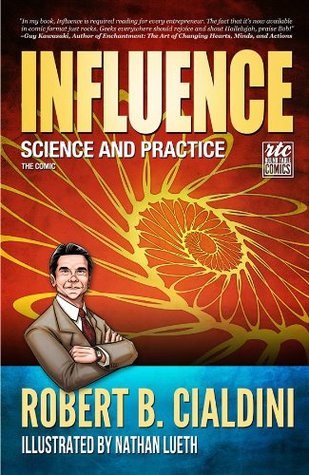 "In my book, Influence is required reading for every entrepreneur. The fact that it's now available
in comic format just rocks. Geeks everywhere should rejoice and shout Hallelujah, praise Bob!"
-Guy Kawasaki, Author of Enchantment: The Art of Changing Hearts, Minds, and Actions
INFLUENCE
SCIENCE AND PRACTICE
THE COMIC
rtc
ROUND TABLE
COMICS
ROBERT B. CIALDINI
ILLUSTRATED BY NATHAN LUETH